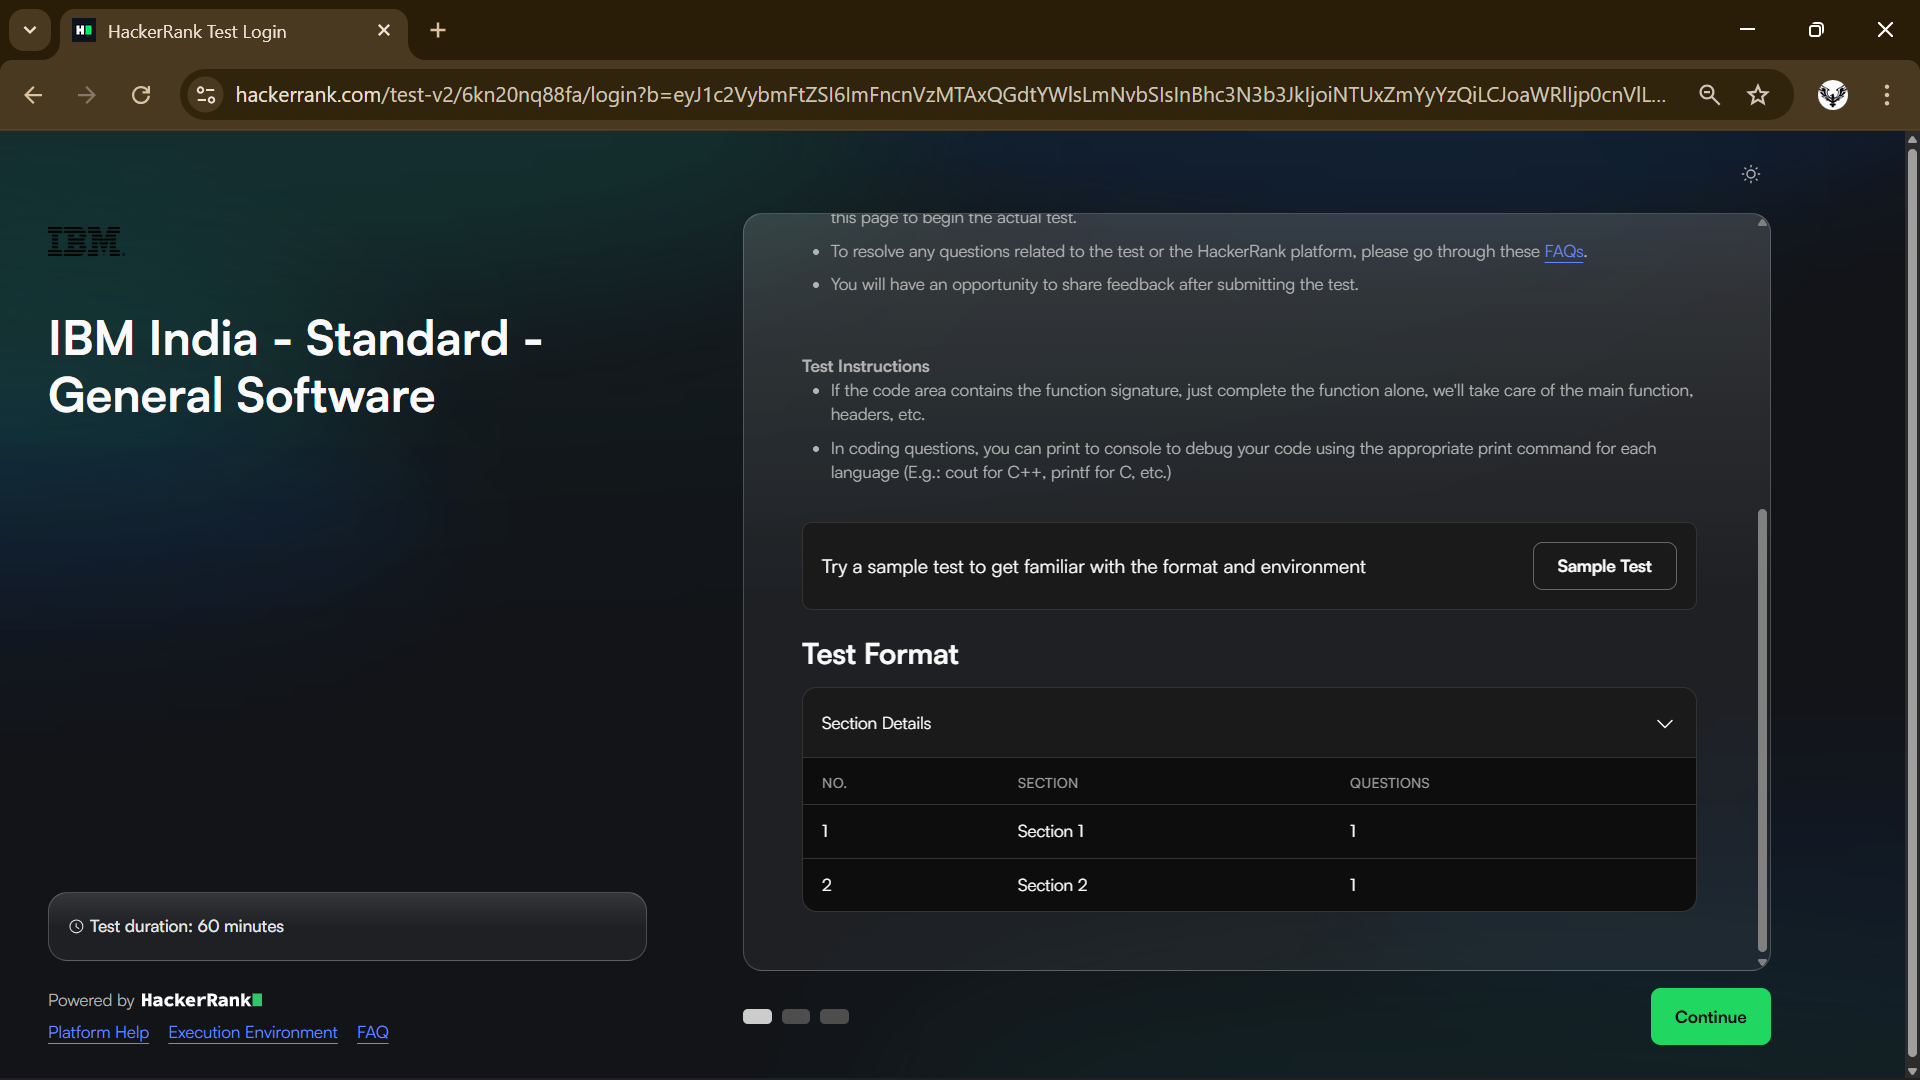 HackerRank Test Login
hackerrank.com/test-v2/6kn20nq88fa/login?b=eyJ1c2VybmFtZSI6ImFncnVzMTAxQGdtYWlsLmNvbSIsInBhc3N3b3JkIjoiNTUxZmYyYzQiLCJoaWRlIjp0cnVlL...
IBM
IBM India - Standard -
General Software
this page to begin the actual test.
To resolve any questions related to the test or the HackerRank platform, please go through these FAQs.
You will have an opportunity to share feedback after submitting the test.
Test Instructions
If the code area contains the function signature, just complete the function alone, we'll take care of the main function,
headers, etc.
In coding questions, you can print to console to debug your code using the appropriate print command for each
language (E.g.: cout for C++, printf for C, etc.)
Try a sample test to get familiar with the format and environment
Sample Test
Test Format
Section Details
NO. SECTION QUESTIONS
1 Section 1 1
2 Section 2 1
Test duration: 60 minutes
Powered by HackerRank
Platform Help Execution Environment FAQ
Continue